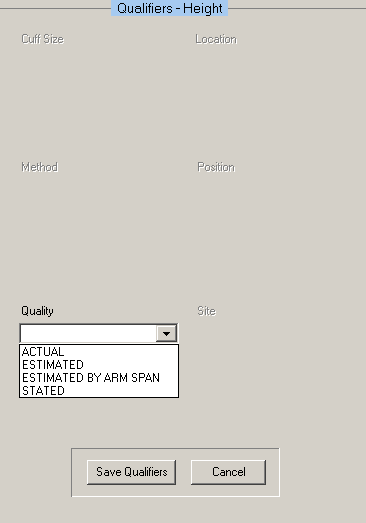 Qualifiers - Height
Cuff Size Location
Method Position
Quality Site
ACTUAL
ESTIMATED
ESTIMATED BY ARM SPAN
STATED
Save Qualifiers Cancel